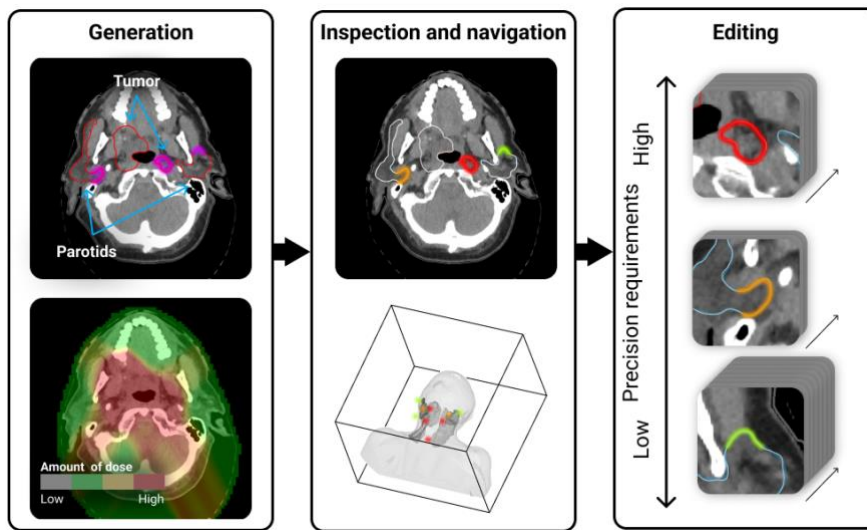 Generation
Tumor
Parotids
Amount of dose
Low
High
Inspection and navigation
Editing
High
Precision requirements
Low